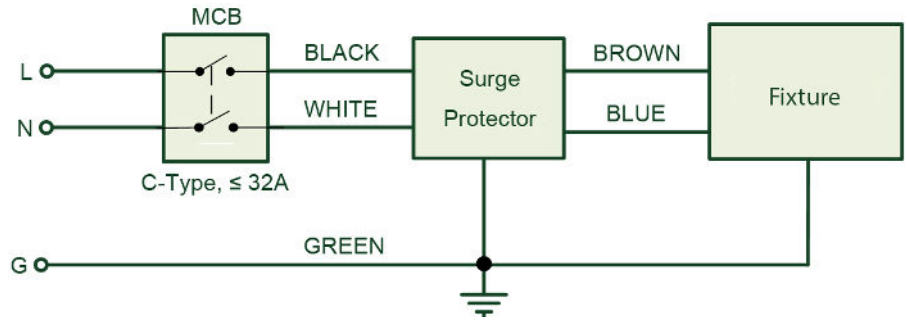 MCB
L
BLACK
BROWN
Surge
Protector
Fixture
N
WHITE
BLUE
C-Type, ≤ 32A
GREEN
G